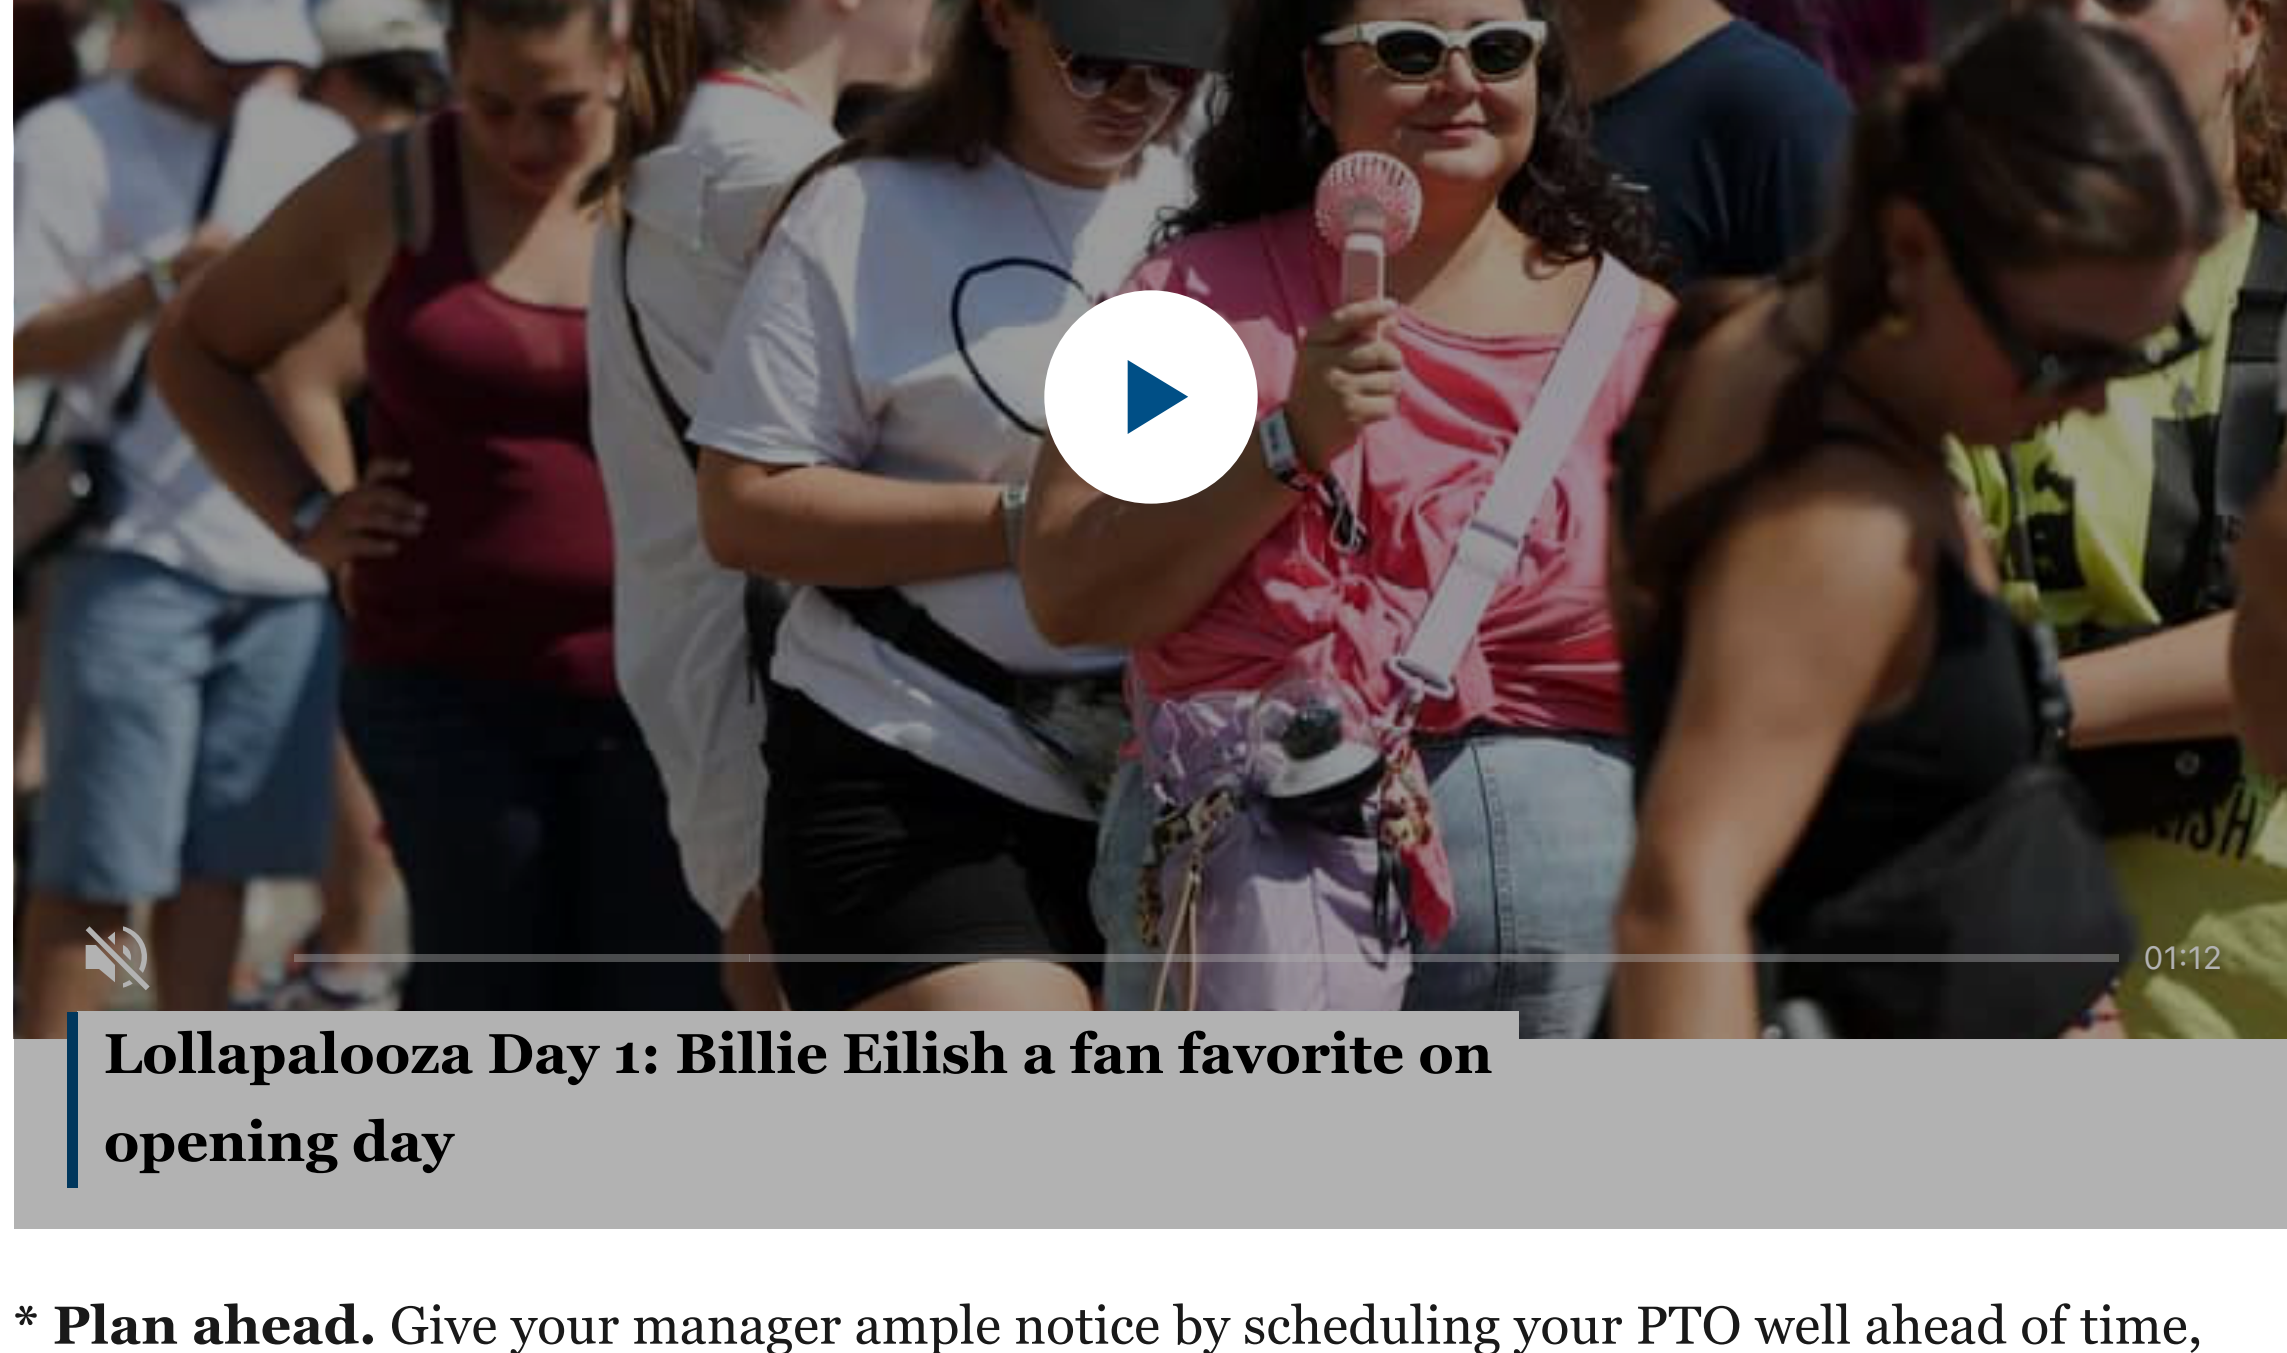 ISH
01:12
Lollapalooza Day 1: Billie Eilish a fan favorite on
opening day
* Plan ahead. Give your manager ample notice by scheduling your PTO well ahead of time,